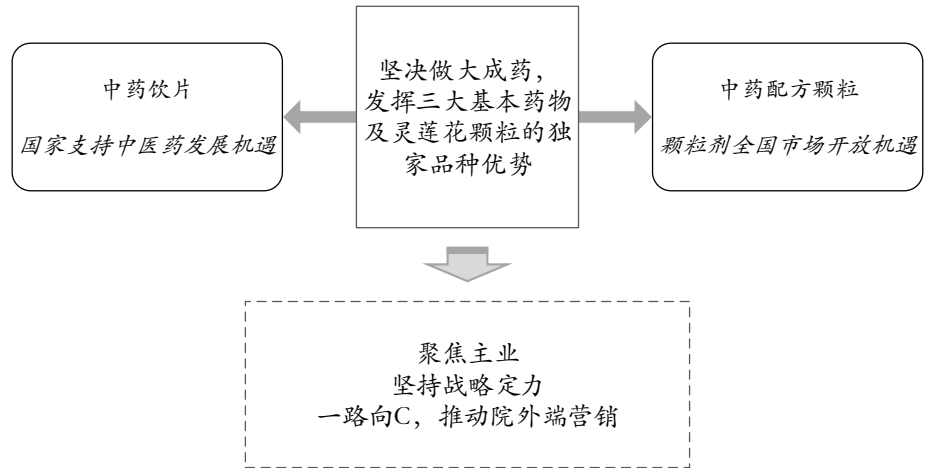 中药饮片
国家支持中医药发展机遇
坚决做大成药，
发挥三大基本药物
及灵莲花颗粒的独
家品种优势
中药配方颗粒
颗粒剂全国市场开放机遇
聚焦主业
坚持战略定力
一路向C，推动院外端营销